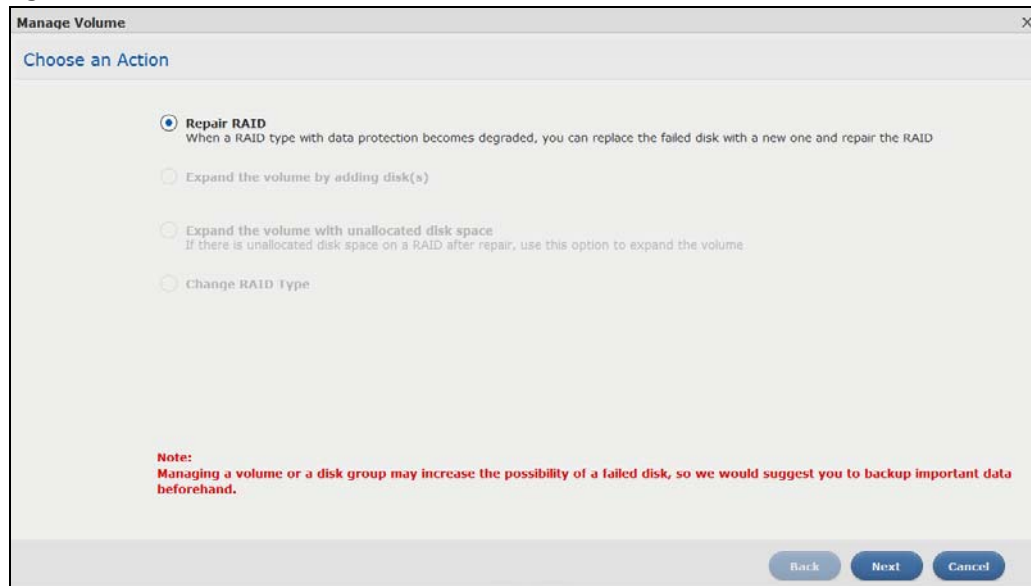 Manage Volume
Choose an Action
Repair RAID
When a RAID type with data protection becomes degraded, you can replace the failed disk with a new one and repair the RAID
Expand the volume by adding disk(s)
Expand the volume with unallocated disk space
If there is unallocated disk space on a RAID after repair, use this option to expand the volume
Change RAID Type
Note:
Managing a volume or a disk group may increase the possibility of a failed disk, so we would suggest you to backup important data
beforehand.
Back Next Cancel